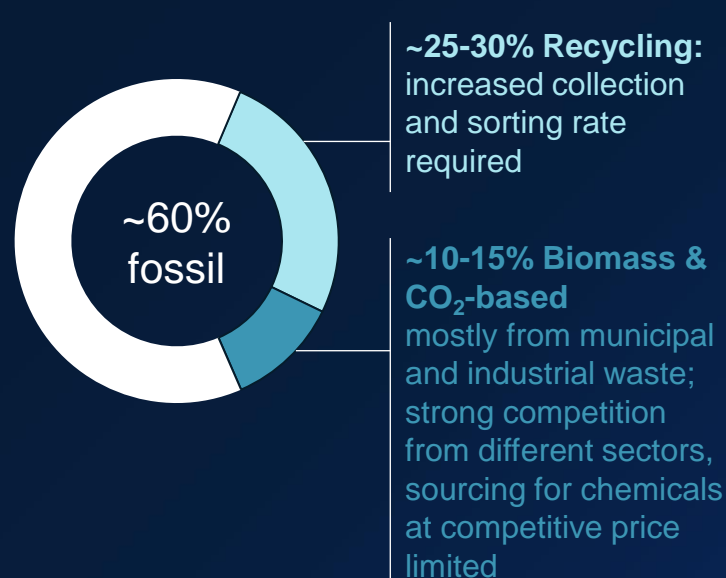 ~60%
fossil
~25-30% Recycling:
increased collection
and sorting rate
required
~10-15% Biomass &
CO₂-based
mostly from municipal
and industrial waste;
strong competition
from different sectors,
sourcing for chemicals
at competitive price
limited